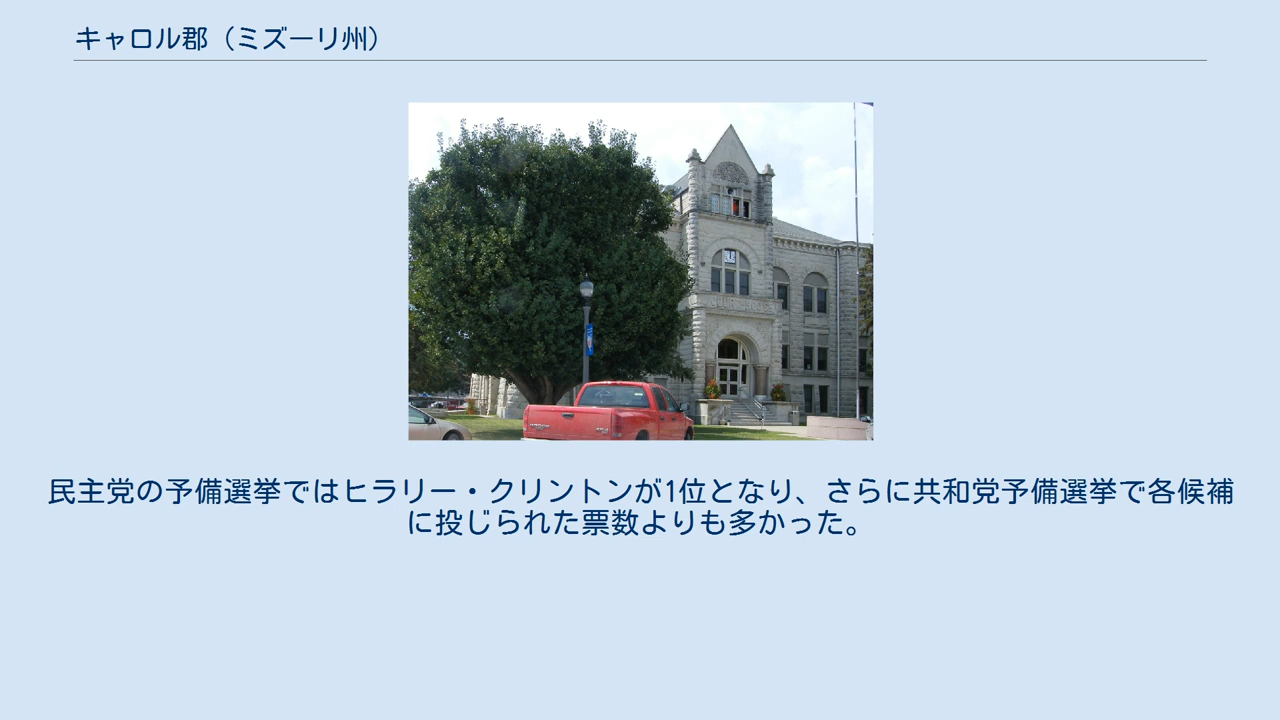 キャロル郡（ミズーリ州）
民主党の予備選挙ではヒラリー・クリントンが1位となり、さらに共和党予備選挙で各候補
に投じられた票数よりも多かった。